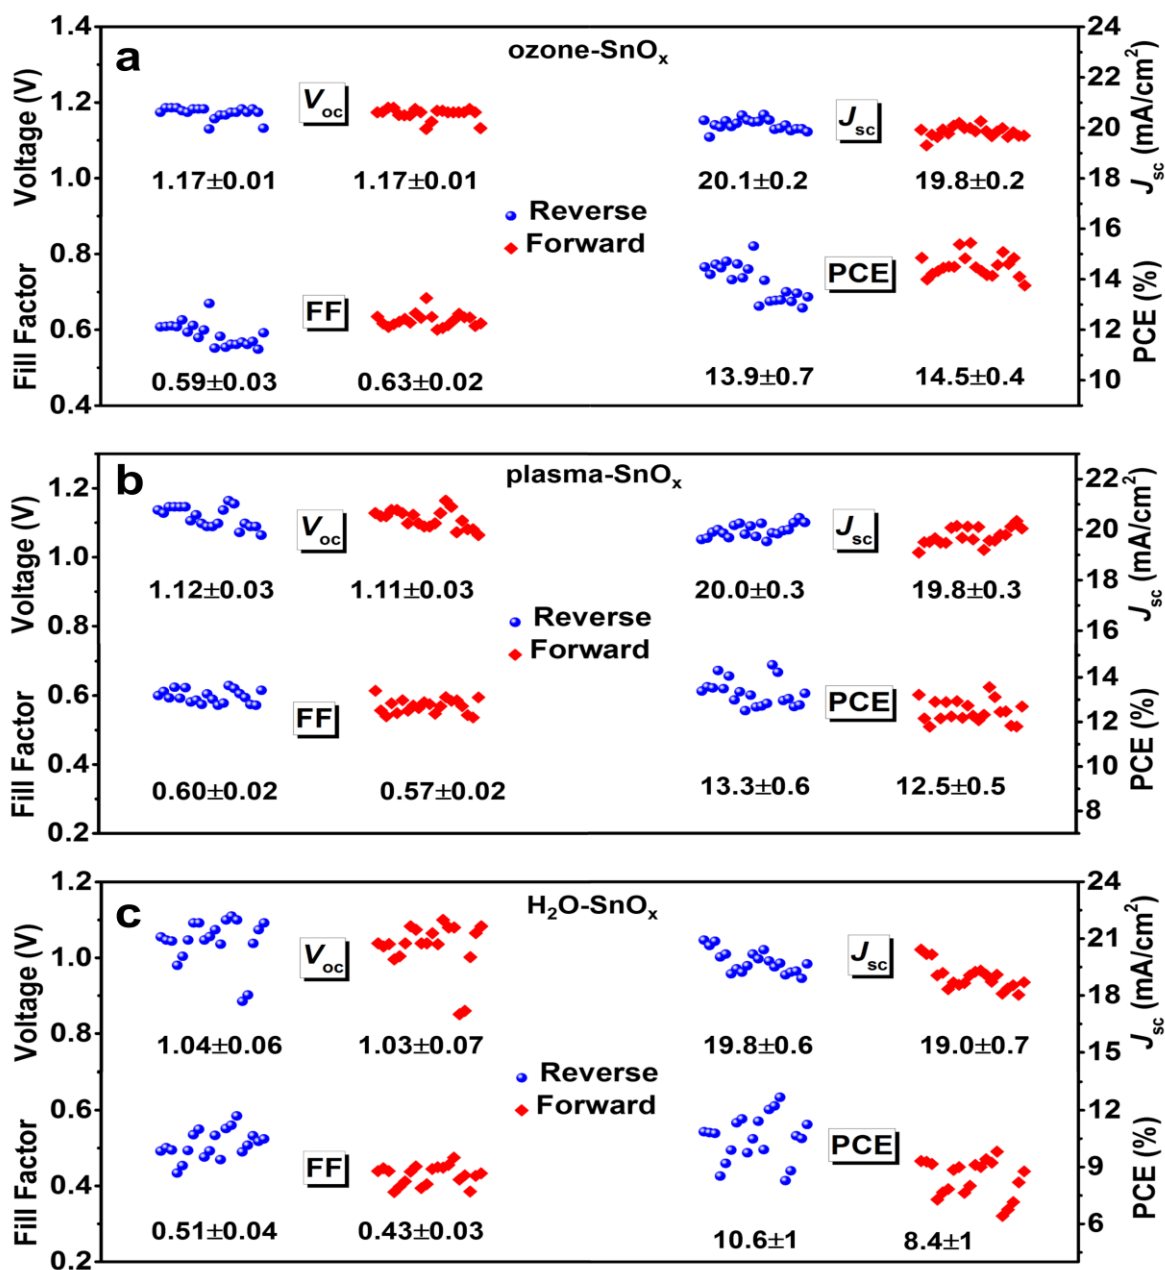 a
ozone-SnOₓ
Voltage (V)
Fill Factor
1.4
1.2
1.0
0.8
0.6
0.4
V_oc
J_sc
1.17±0.01
1.17±0.01
20.1±0.2
19.8±0.2
Reverse
Forward
FF
PCE
0.59±0.03
0.63±0.02
13.9±0.7
14.5±0.4
24
22
20
18
16
14
12
10
J_sc (mA/cm²)
PCE (%)
b
plasma-SnOₓ
Voltage (V)
Fill Factor
1.2
1.0
0.8
0.6
0.4
0.2
V_oc
J_sc
1.12±0.03
1.11±0.03
20.0±0.3
19.8±0.3
Reverse
Forward
FF
PCE
0.60±0.02
0.57±0.02
13.3±0.6
12.5±0.5
22
20
18
16
14
12
10
8
J_sc (mA/cm²)
PCE (%)
c
H₂O-SnOₓ
Voltage (V)
Fill Factor
1.2
1.0
0.8
0.6
0.4
0.2
V_oc
J_sc
1.04±0.06
1.03±0.07
19.8±0.6
19.0±0.7
Reverse
Forward
FF
PCE
0.51±0.04
0.43±0.03
10.6±1
8.4±1
24
21
18
15
12
9
6
J_sc (mA/cm²)
PCE (%)